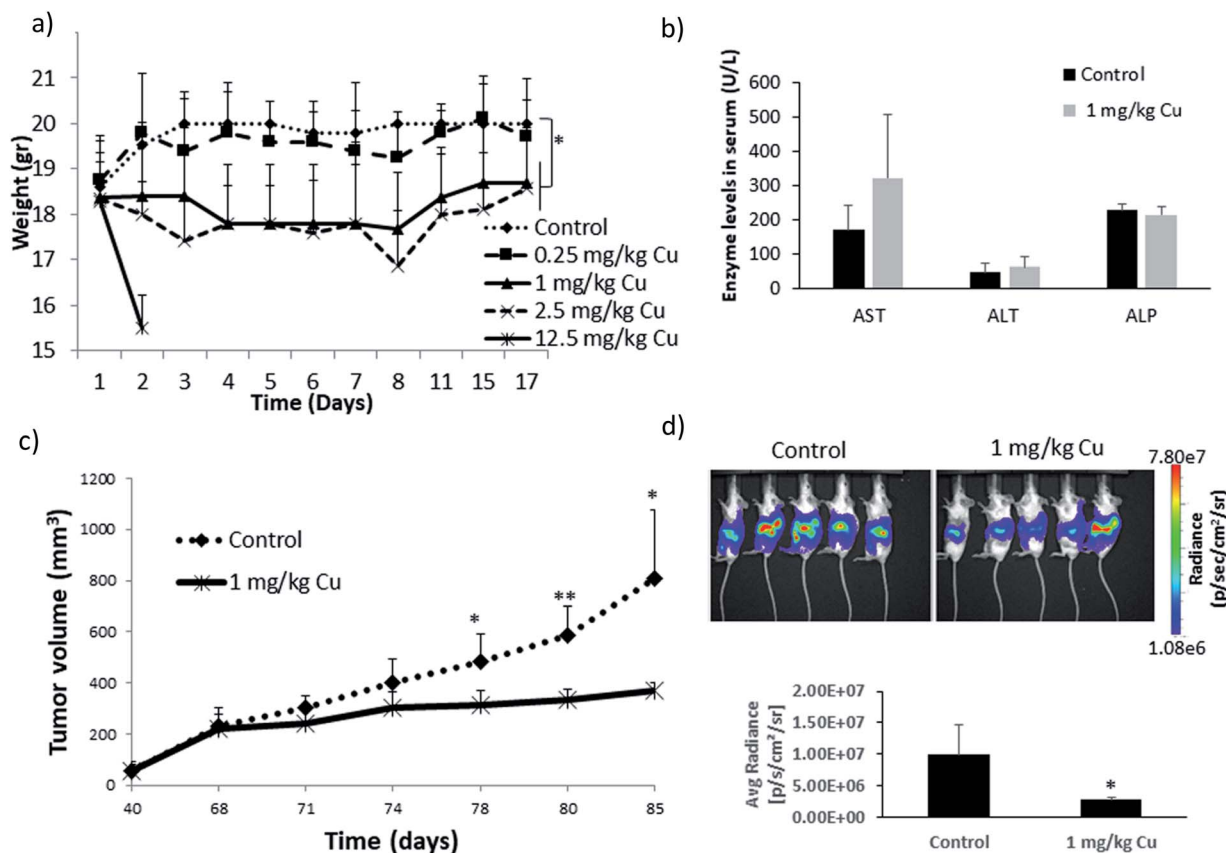 a)
Weight (gr)
21
20
19
18
17
16
15
*
Control
0.25 mg/kg Cu
1 mg/kg Cu
2.5 mg/kg Cu
12.5 mg/kg Cu
1 2 3 4 5 6 7 8 11 15 17
Time (Days)
b)
Enzyme levels in serum (U/L)
600
500
400
300
200
100
0
Control
1 mg/kg Cu
AST ALT ALP
c)
Tumor volume (mm³)
1200
1000
800
600
400
200
0
Control
1 mg/kg Cu
* ** *
40 68 71 74 78 80 85
Time (days)
d)
Control 1 mg/kg Cu
7.80e7
Radiance
(p/sec/cm²/sr)
1.08e6
Avg Radiance
[p/s/cm²/sr]
2.00E+07
1.50E+07
1.00E+07
5.00E+06
0.00E+00
*
Control 1 mg/kg Cu